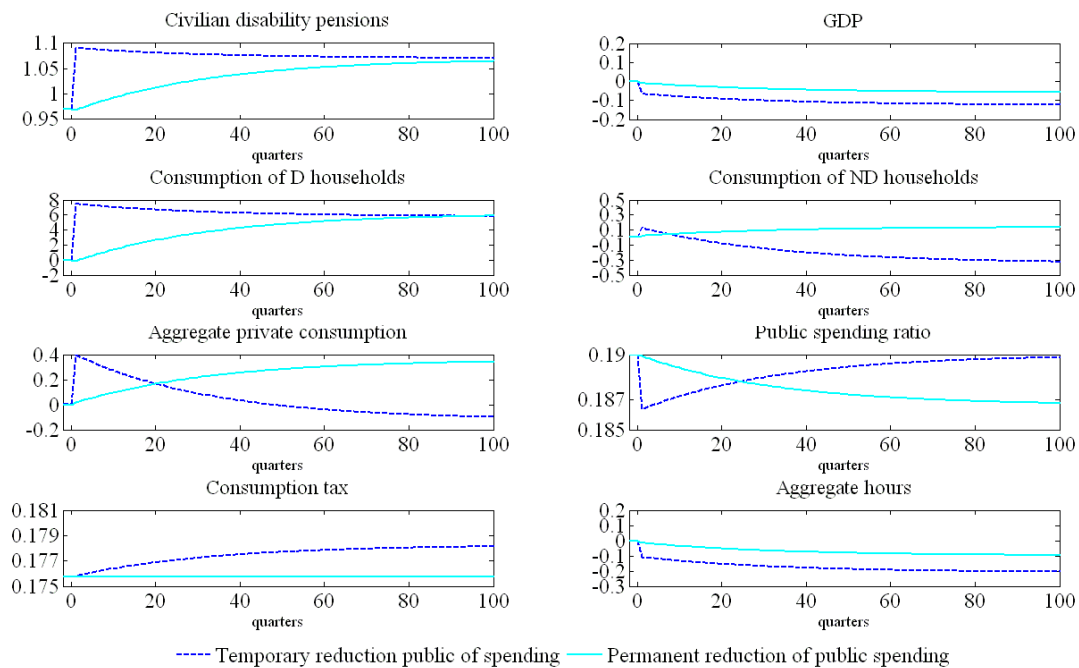 Civilian disability pensions
1.1
1.05
1
0.95
0 20 40 60 80 100
quarters
GDP
0.2
0.1
0
-0.1
-0.2
0 20 40 60 80 100
quarters
Consumption of D households
8
6
4
2
0
-2
0 20 40 60 80 100
quarters
Consumption of ND households
0.5
0.3
0.1
-0.1
-0.3
-0.5
0 20 40 60 80 100
quarters
Aggregate private consumption
0.4
0.2
0
-0.2
0 20 40 60 80 100
quarters
Public spending ratio
0.19
0.187
0.185
0 20 40 60 80 100
quarters
Consumption tax
0.181
0.179
0.177
0.175
0 20 40 60 80 100
quarters
Aggregate hours
0.2
0.1
0
-0.1
-0.2
-0.3
0 20 40 60 80 100
quarters
Temporary reduction public of spending
Permanent reduction of public spending